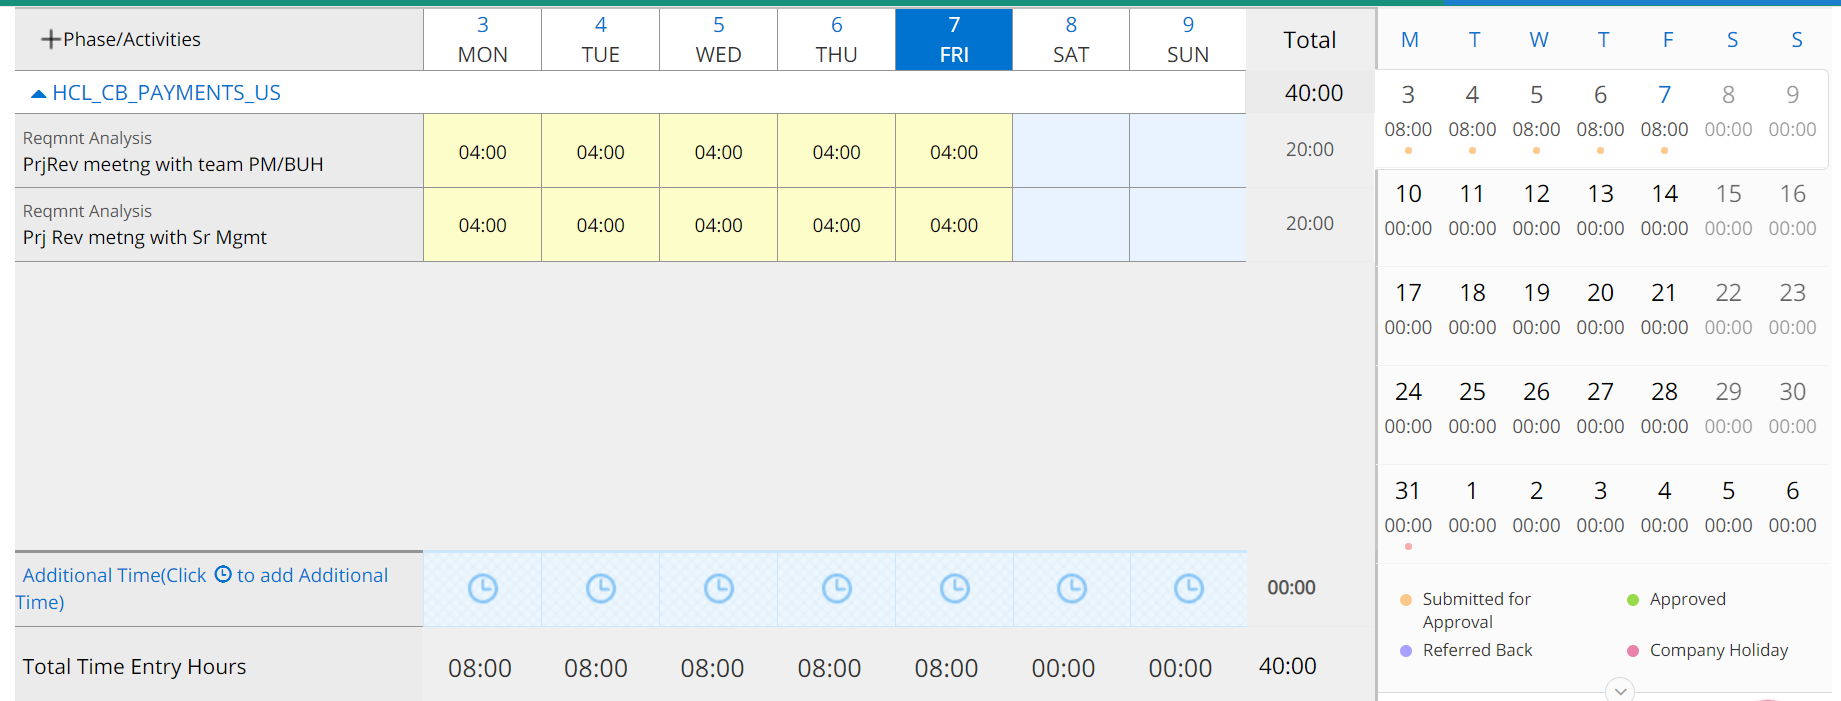 Phase/Activities
3 4 5 6 7 8 9
MON TUE WED THU FRI SAT SUN
Total
HCL_CB_PAYMENTS_US 40:00
Reqmnt Analysis
PrjRev meetng with team PM/BUH
04:00 04:00 04:00 04:00 04:00 20:00
Reqmnt Analysis
Prj Rev metng with Sr Mgmt
04:00 04:00 04:00 04:00 04:00 20:00
Additional Time(Click to add Additional
Time)
00:00
Total Time Entry Hours 08:00 08:00 08:00 08:00 08:00 00:00 00:00 40:00
M T W T F S S
3 4 5 6 7 8 9
08:00 08:00 08:00 08:00 08:00 00:00 00:00
10 11 12 13 14 15 16
00:00 00:00 00:00 00:00 00:00 00:00 00:00
17 18 19 20 21 22 23
00:00 00:00 00:00 00:00 00:00 00:00 00:00
24 25 26 27 28 29 30
00:00 00:00 00:00 00:00 00:00 00:00 00:00
31 1 2 3 4 5 6
00:00 00:00 00:00 00:00 00:00 00:00 00:00
Submitted for
Approval
Approved
Referred Back
Company Holiday